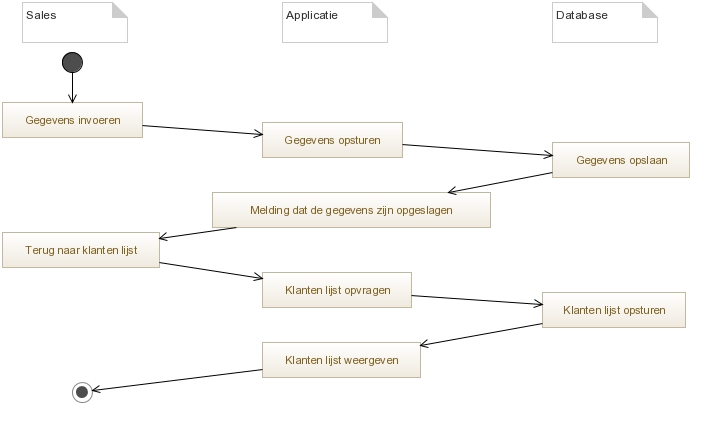 Sales
Applicatie
Database
Gegevens invoeren
Gegevens opsturen
Gegevens opslaan
Melding dat de gegevens zijn opgeslagen
Terug naar klanten lijst
Klanten lijst opvragen
Klanten lijst opsturen
Klanten lijst weergeven